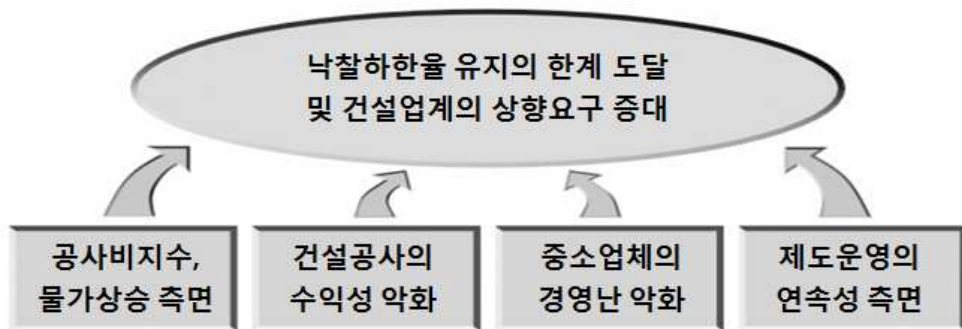 낙찰하한율 유지의 한계 도달
및 건설업계의 상향요구 증대
공사비지수,
물가상승 측면
건설공사의
수익성 악화
중소업체의
경영난 악화
제도운영의
연속성 측면